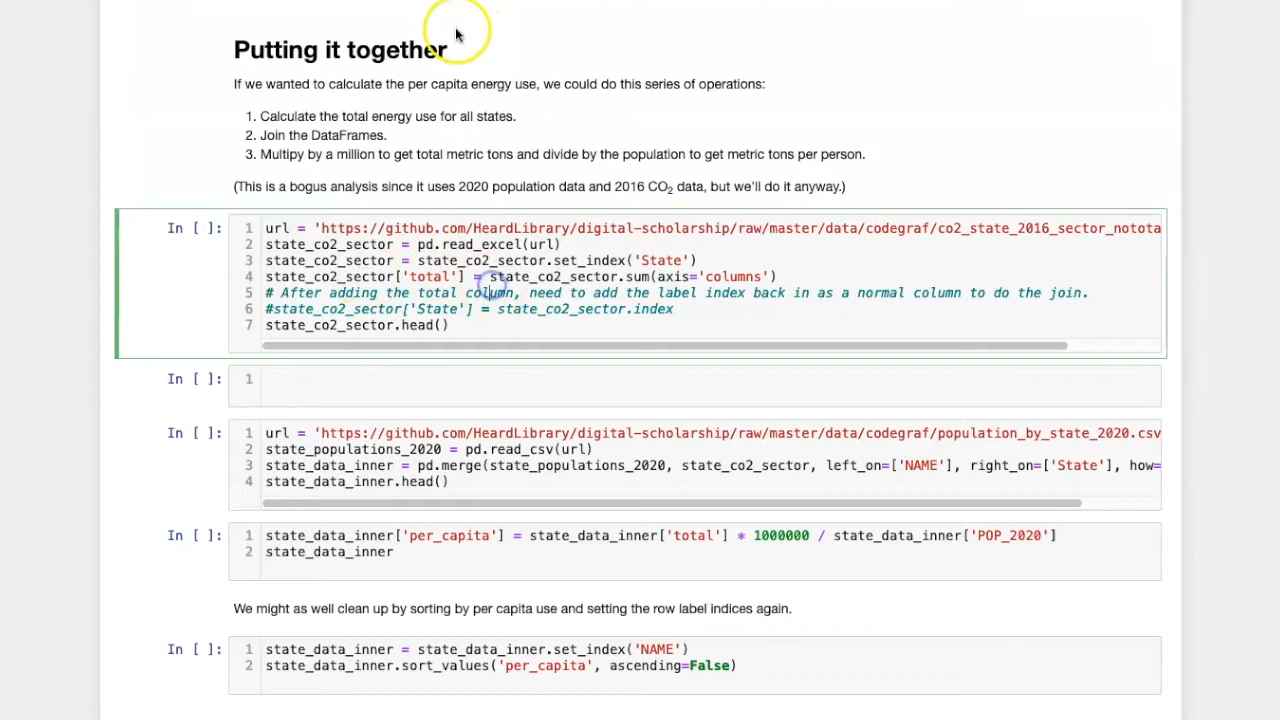 Putting it together
If we wanted to calculate the per capita energy use, we could do this series of operations:
1. Calculate the total energy use for all states.
2. Join the DataFrames.
3. Multipy by a million to get total metric tons and divide by the population to get metric tons per person.
(This is a bogus analysis since it uses 2020 population data and 2016 CO2 data, but we'll do it anyway.)
In [ ]: 1 url = 'https://github.com/HeardLibrary/digital-scholarship/raw/master/data/codegraf/co2_state_2016_sector_notota
2 state_co2_sector = pd.read_excel(url)
3 state_co2_sector = state_co2_sector.set_index('State')
4 state_co2_sector['total'] = state_co2_sector.sum(axis='columns')
5 # After adding the total column, need to add the label index back in as a normal column to do the join.
6 #state_co2_sector['State'] = state_co2_sector.index
7 state_co2_sector.head()
In [ ]: 1
In [ ]: 1 url = 'https://github.com/HeardLibrary/digital-scholarship/raw/master/data/codegraf/population_by_state_2020.csv
2 state_populations_2020 = pd.read_csv(url)
3 state_data_inner = pd.merge(state_populations_2020, state_co2_sector, left_on=['NAME'], right_on=['State'], how=
4 state_data_inner.head()
In [ ]: 1 state_data_inner['per_capita'] = state_data_inner['total'] * 1000000 / state_data_inner['POP_2020']
2 state_data_inner
We might as well clean up by sorting by per capita use and setting the row label indices again.
In [ ]: 1 state_data_inner = state_data_inner.set_index('NAME')
2 state_data_inner.sort_values('per_capita', ascending=False)